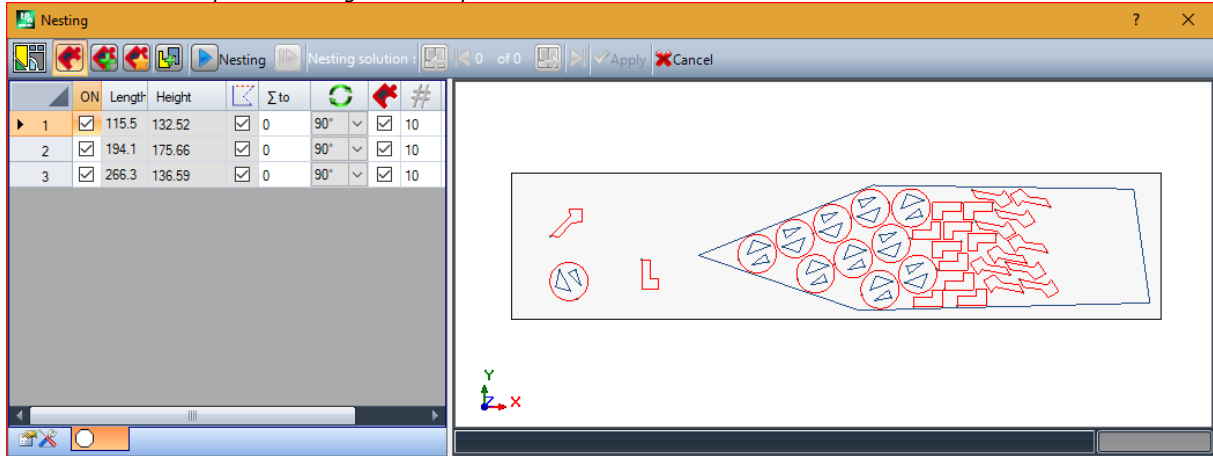 Nesting ? ×
Nesting Nesting solution : 0 of 0 Apply Cancel
ON Length Height Σ to #
1 115.5 132.52 0 90° 10
2 194.1 175.66 0 90° 10
3 266.3 136.59 0 90° 10
Y
Z X